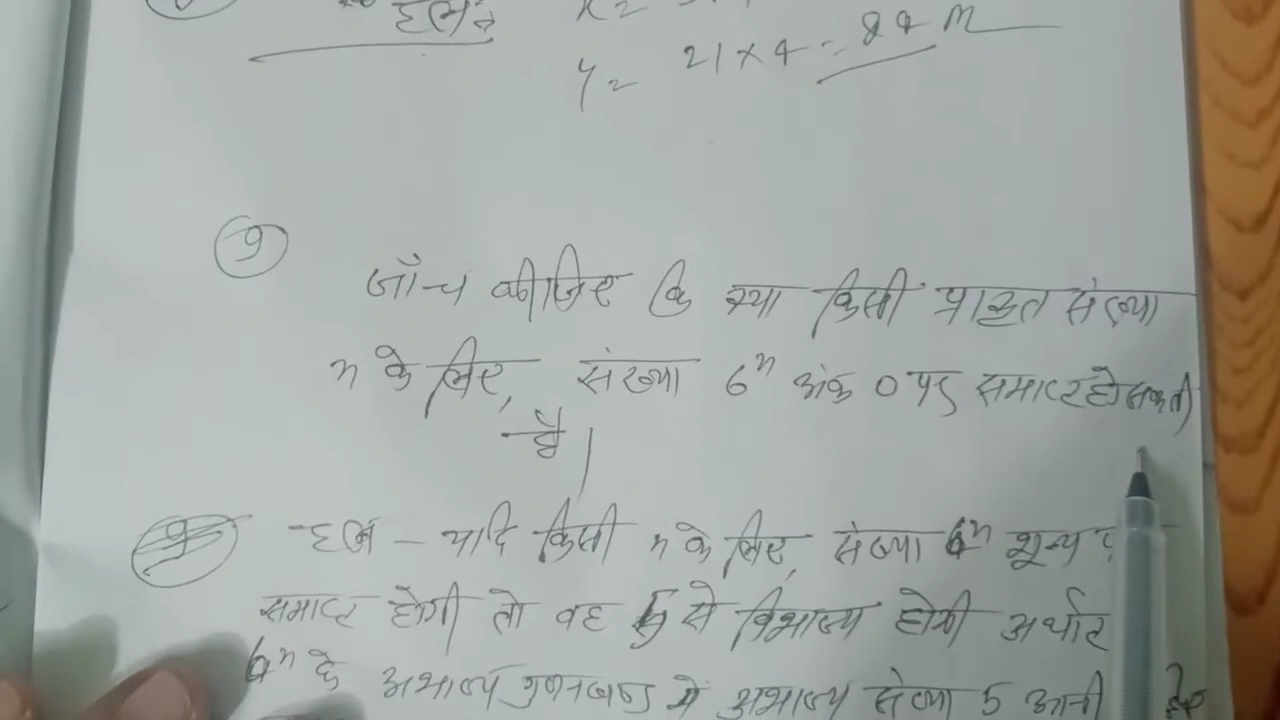 हल
x =
y = 21 × 4 = 84 m
9
जाँच कीजिए कि क्या किसी प्राकृत संख्या
n के लिए, संख्या 6ⁿ अंक 0 पर समाप्त हो सकती
है।
हल – यदि किसी n के लिए, संख्या 6ⁿ शून्य
समाप्त होगी तो वह 5 से विभाज्य होगी अर्थात
6ⁿ के अभाज्य गुणनखण्ड में अभाज्य संख्या 5 आनी